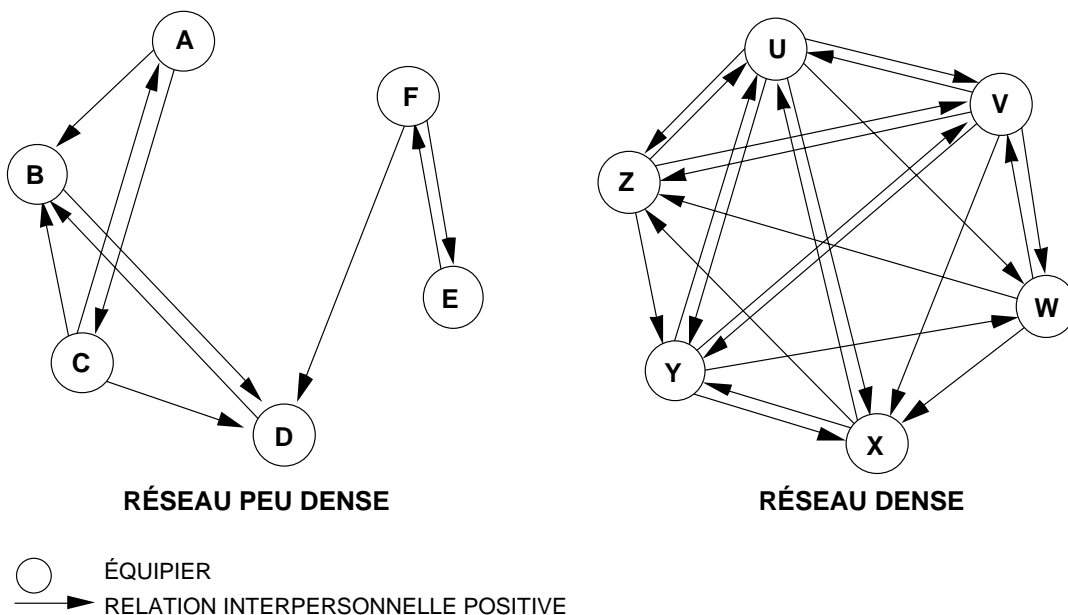 A
B
C
D
F
E
RÉSEAU PEU DENSE
U
V
Z
W
Y
X
RÉSEAU DENSE
ÉQUIPIER
RELATION INTERPERSONNELLE POSITIVE